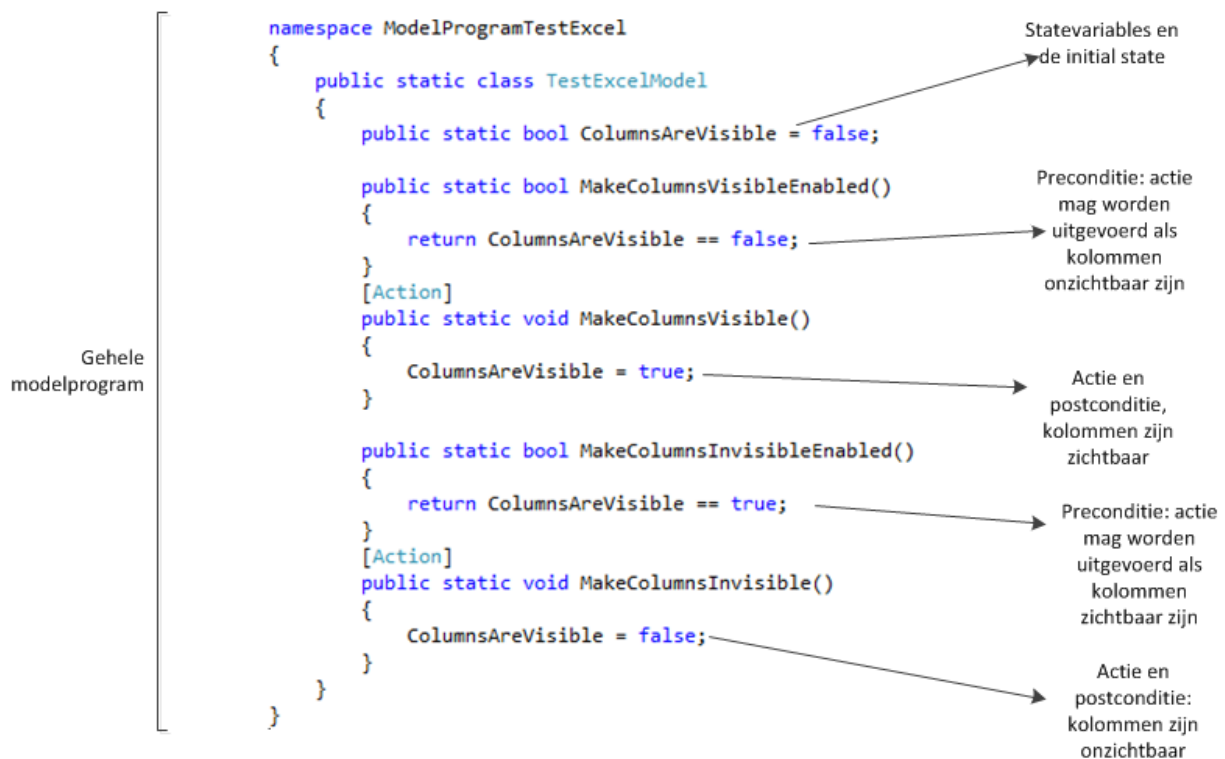 namespace ModelProgramTestExcel
{
public static class TestExcelModel
{
public static bool ColumnsAreVisible = false;
public static bool MakeColumnsVisibleEnabled()
{
return ColumnsAreVisible == false;
}
[Action]
public static void MakeColumnsVisible()
{
ColumnsAreVisible = true;
}
public static bool MakeColumnsInvisibleEnabled()
{
return ColumnsAreVisible == true;
}
[Action]
public static void MakeColumnsInvisible()
{
ColumnsAreVisible = false;
}
}
}
Gehele
modelprogram
Statevariables en
de initial state
Preconditie: actie
mag worden
uitgevoerd als
kolommen
onzichtbaar zijn
Actie en
postconditie,
kolommen zijn
zichtbaar
Preconditie: actie
mag worden
uitgevoerd als
kolommen
zichtbaar zijn
Actie en
postconditie:
kolommen zijn
onzichtbaar